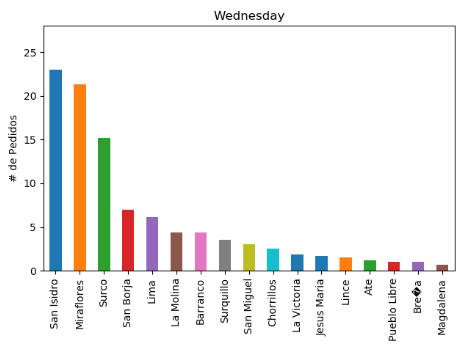 Wednesday
# de Pedidos
25
20
15
10
5
0
San Isidro
Miraflores
Surco
San Borja
Lima
La Molina
Barranco
Surquillo
San Miguel
Chorrillos
La Victoria
Jesus Maria
Lince
Ate
Pueblo Libre
Bre�a
Magdalena